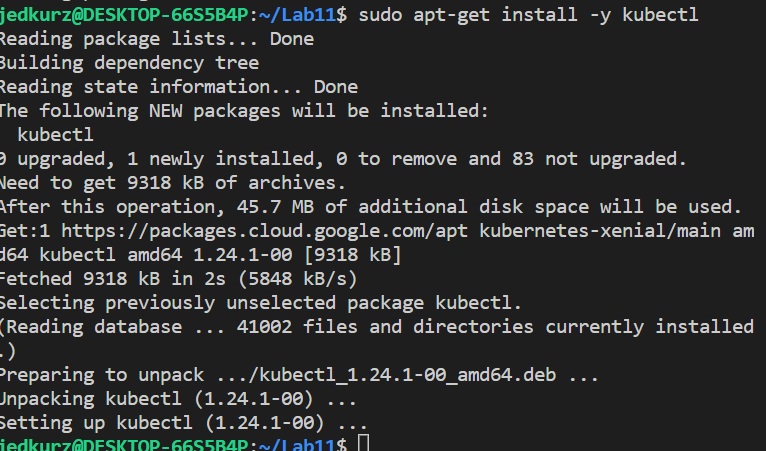 jedkurz@DESKTOP-66S5B4P:~/Lab11$ sudo apt-get install -y kubectl
Reading package lists... Done
Building dependency tree
Reading state information... Done
The following NEW packages will be installed:
  kubectl
0 upgraded, 1 newly installed, 0 to remove and 83 not upgraded.
Need to get 9318 kB of archives.
After this operation, 45.7 MB of additional disk space will be used.
Get:1 https://packages.cloud.google.com/apt kubernetes-xenial/main am
d64 kubectl amd64 1.24.1-00 [9318 kB]
Fetched 9318 kB in 2s (5848 kB/s)
Selecting previously unselected package kubectl.
(Reading database ... 41002 files and directories currently installed
.)
Preparing to unpack .../kubectl_1.24.1-00_amd64.deb ...
Unpacking kubectl (1.24.1-00) ...
Setting up kubectl (1.24.1-00) ...
jedkurz@DESKTOP-66S5B4P:~/Lab11$